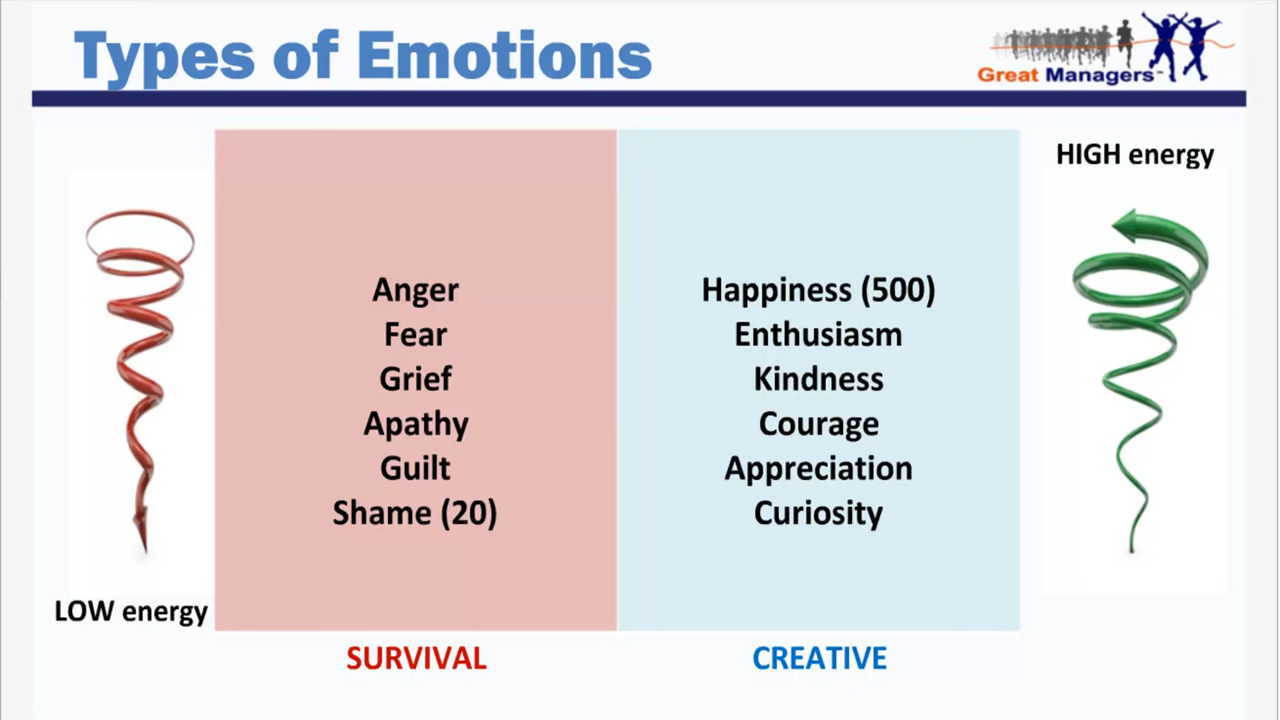 Types of Emotions
Great Managers™
HIGH energy
Anger
Fear
Grief
Apathy
Guilt
Shame (20)
Happiness (500)
Enthusiasm
Kindness
Courage
Appreciation
Curiosity
LOW energy
SURVIVAL
CREATIVE